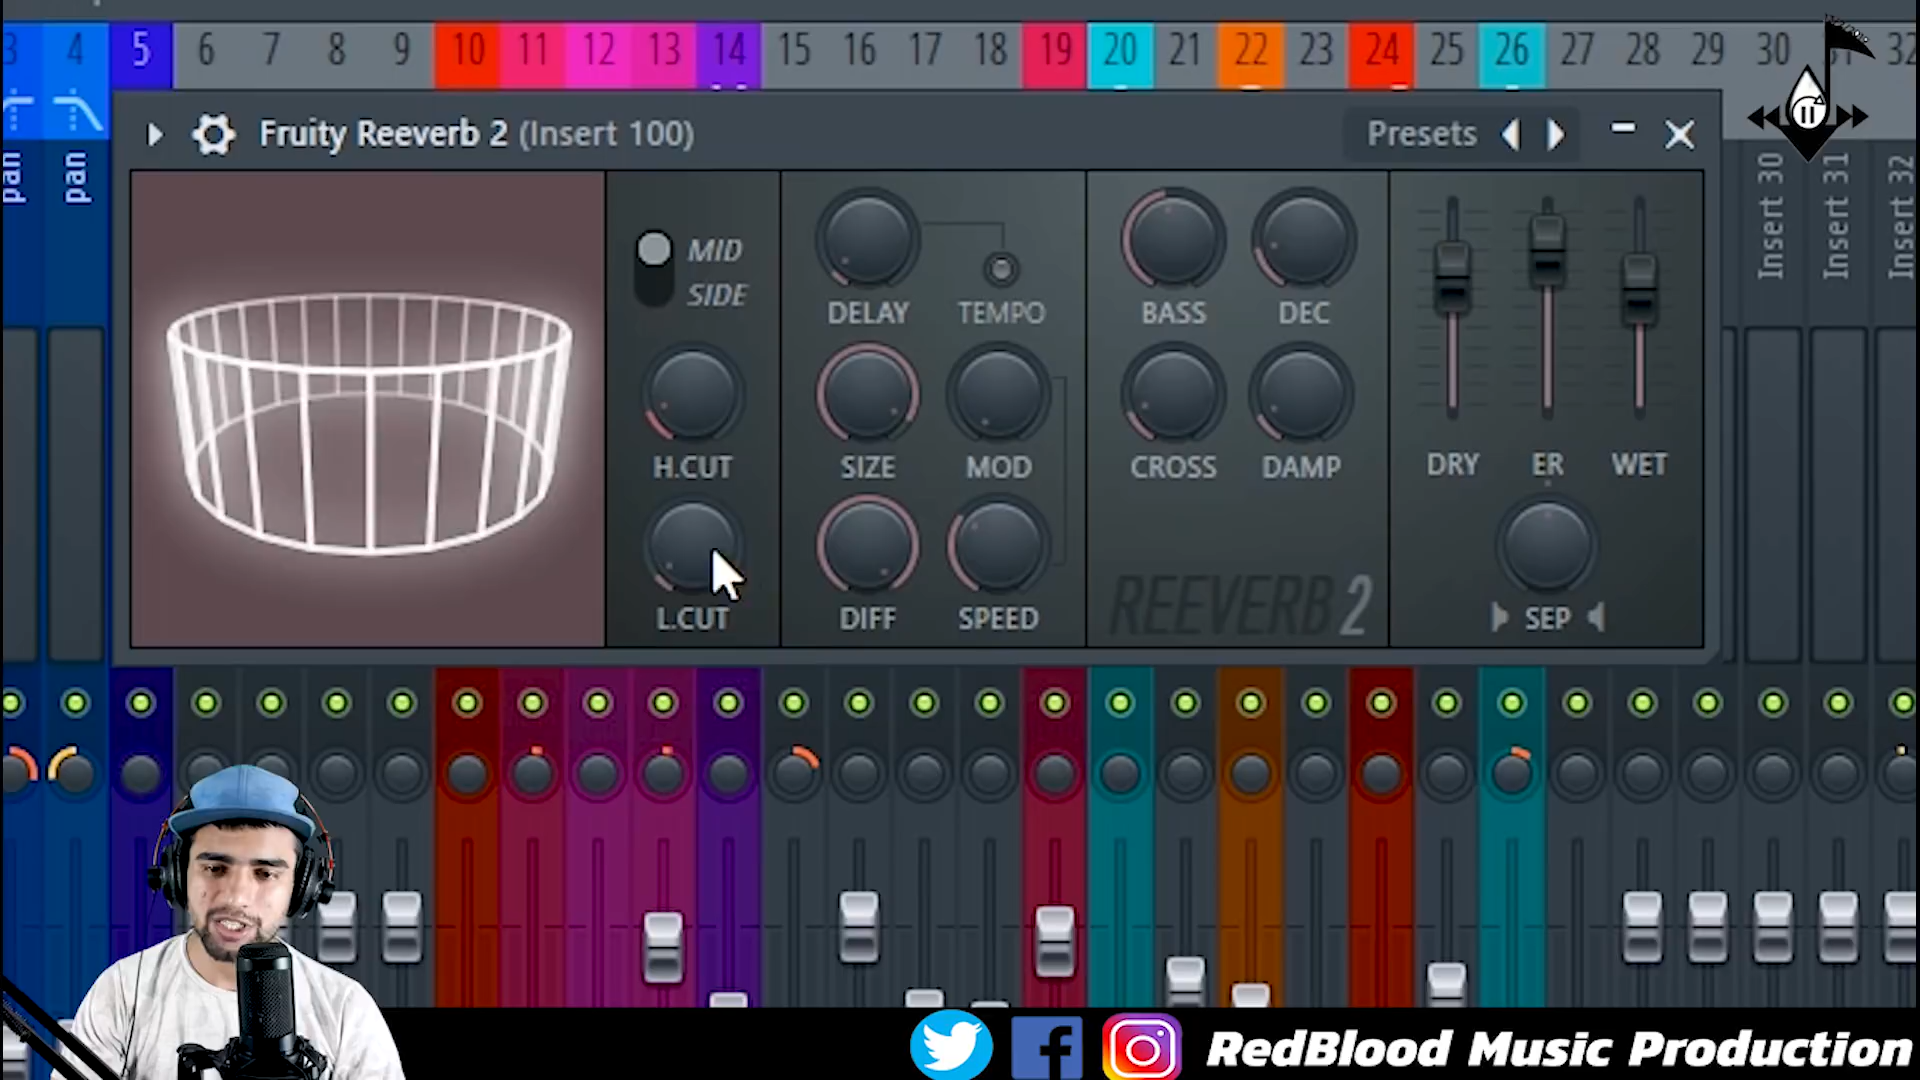 3 4 5 6 7 8 9 10 11 12 13 14 15 16 17 18 19 20 21 22 23 24 25 26 27 28 29 30 31 32
Fruity Reeverb 2 (Insert 100)
Presets
pan
pan
Insert 30
Insert 31
Insert 32
MID
SIDE
DELAY
TEMPO
BASS
DEC
H.CUT
SIZE
MOD
CROSS
DAMP
DRY
ER
WET
L.CUT
DIFF
SPEED
REEVERB 2
SEP
RedBlood Music Production